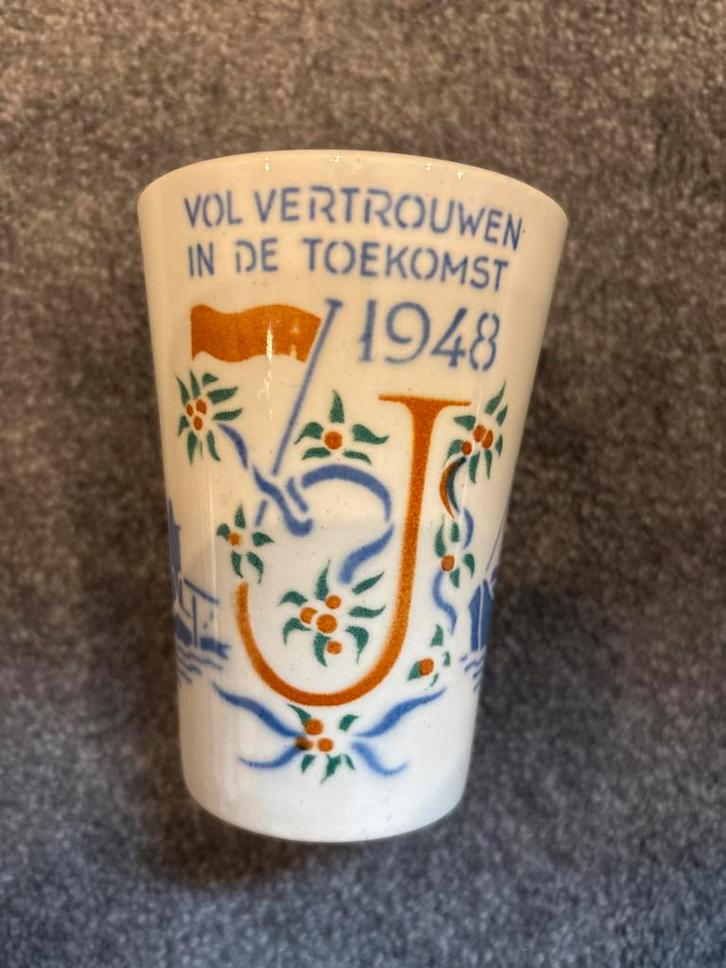 VOL VERTROUWEN
IN DE TOEKOMST
1948
J